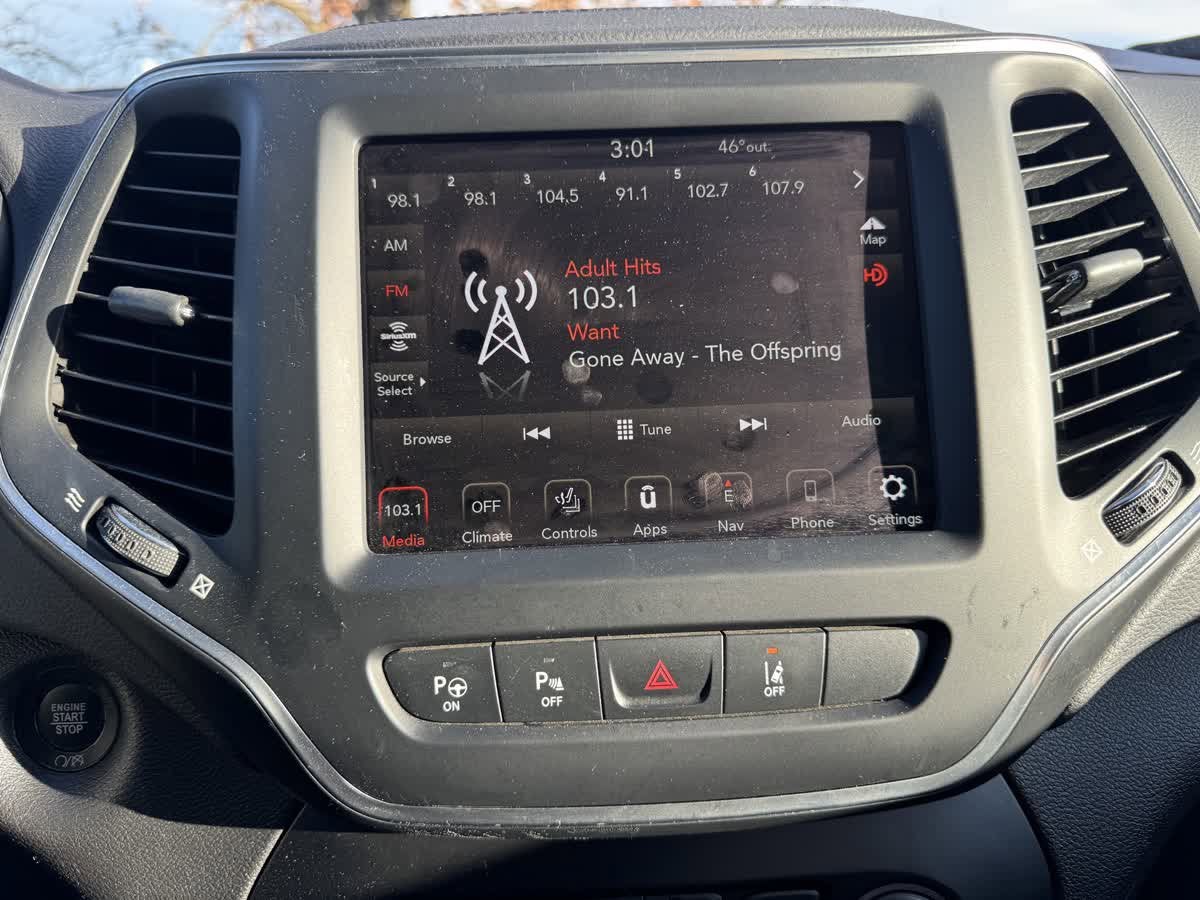 3:01 46°out.
1 98.1 2 98.1 3 104.5 4 91.1 5 102.7 6 107.9
AM
Map
FM
HD
Adult Hits
103.1
Want
Gone Away - The Offspring
SiriusXM
Source
Select
Browse Tune Audio
103.1 OFF û E
Media Climate Controls Apps Nav Phone Settings
P ON
P OFF
OFF
ENGINE
START
STOP